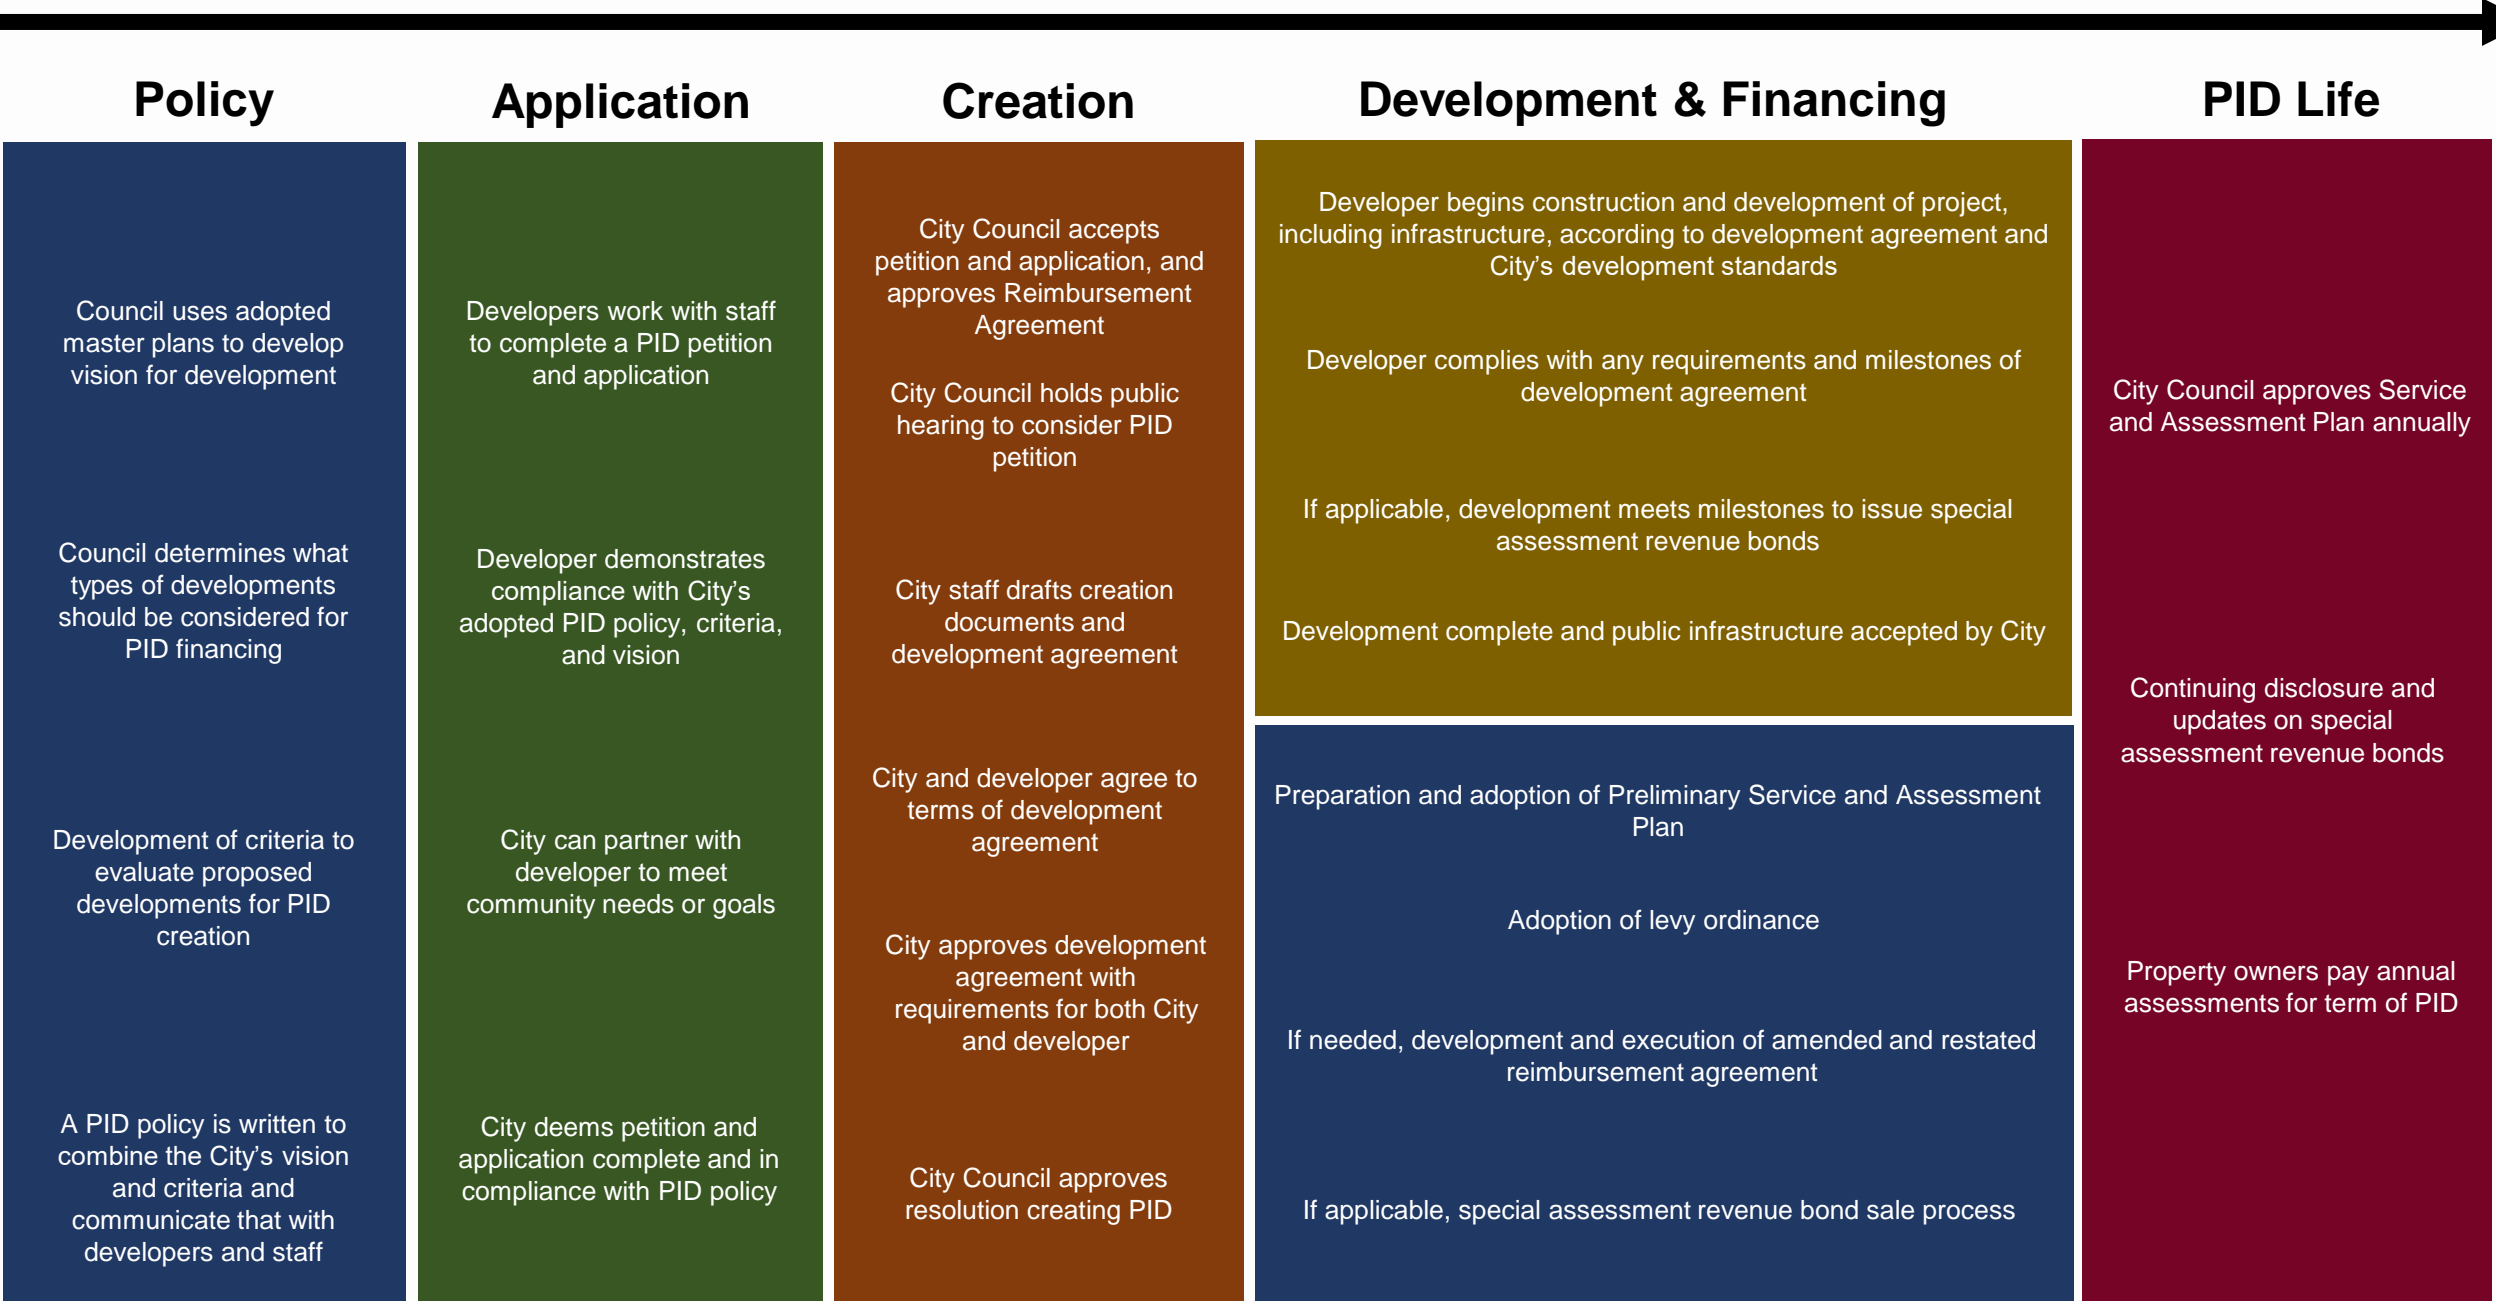 Policy
Council uses adopted
master plans to develop
vision for development
Council determines what
types of developments
should be considered for
PID financing
Development of criteria to
evaluate proposed
developments for PID
creation
A PID policy is written to
combine the City’s vision
and criteria and
communicate that with
developers and staff
Application
Developers work with staff
to complete a PID petition
and application
Developer demonstrates
compliance with City’s
adopted PID policy, criteria,
and vision
City can partner with
developer to meet
community needs or goals
City deems petition and
application complete and in
compliance with PID policy
Creation
City Council accepts
petition and application, and
approves Reimbursement
Agreement
City Council holds public
hearing to consider PID
petition
City staff drafts creation
documents and
development agreement
City and developer agree to
terms of development
agreement
City approves development
agreement with
requirements for both City
and developer
City Council approves
resolution creating PID
Development & Financing
Developer begins construction and development of project,
including infrastructure, according to development agreement and
City’s development standards
Developer complies with any requirements and milestones of
development agreement
If applicable, development meets milestones to issue special
assessment revenue bonds
Development complete and public infrastructure accepted by City
Preparation and adoption of Preliminary Service and Assessment
Plan
Adoption of levy ordinance
If needed, development and execution of amended and restated
reimbursement agreement
If applicable, special assessment revenue bond sale process
PID Life
City Council approves Service
and Assessment Plan annually
Continuing disclosure and
updates on special
assessment revenue bonds
Property owners pay annual
assessments for term of PID